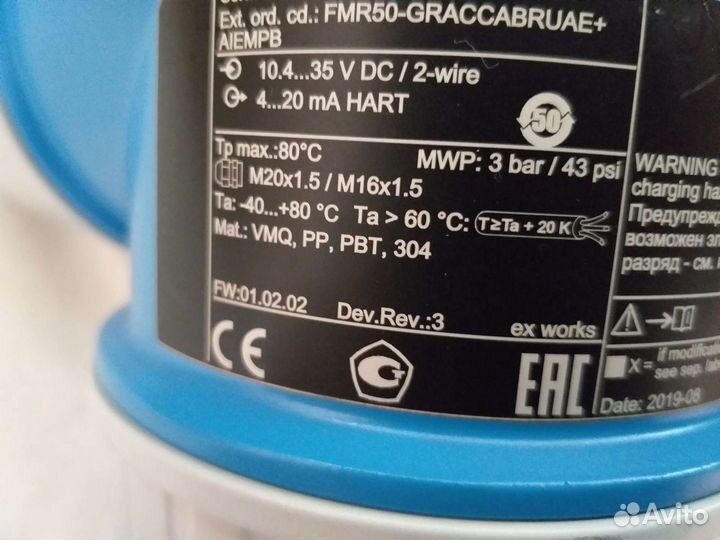 Ext. ord. cd.: FMR50-GRACCABRUAE+
AIEMPB
10.4...35 V DC / 2-wire
4...20 mA HART
50
Tp max.:80°C
MWP: 3 bar / 43 psi
M20x1.5 / M16x1.5
Ta: -40...+80 °C Ta > 60 °C: T≥Ta + 20 K
Mat.: VMQ, PP, PBT, 304
FW:01.02.02 Dev.Rev.:3 ex works
CE
EAC
WARNING
charging ha
Предупрежд
возможен
разряд - см.
X = if modification
see sep. label
Date: 2019-08
Avito